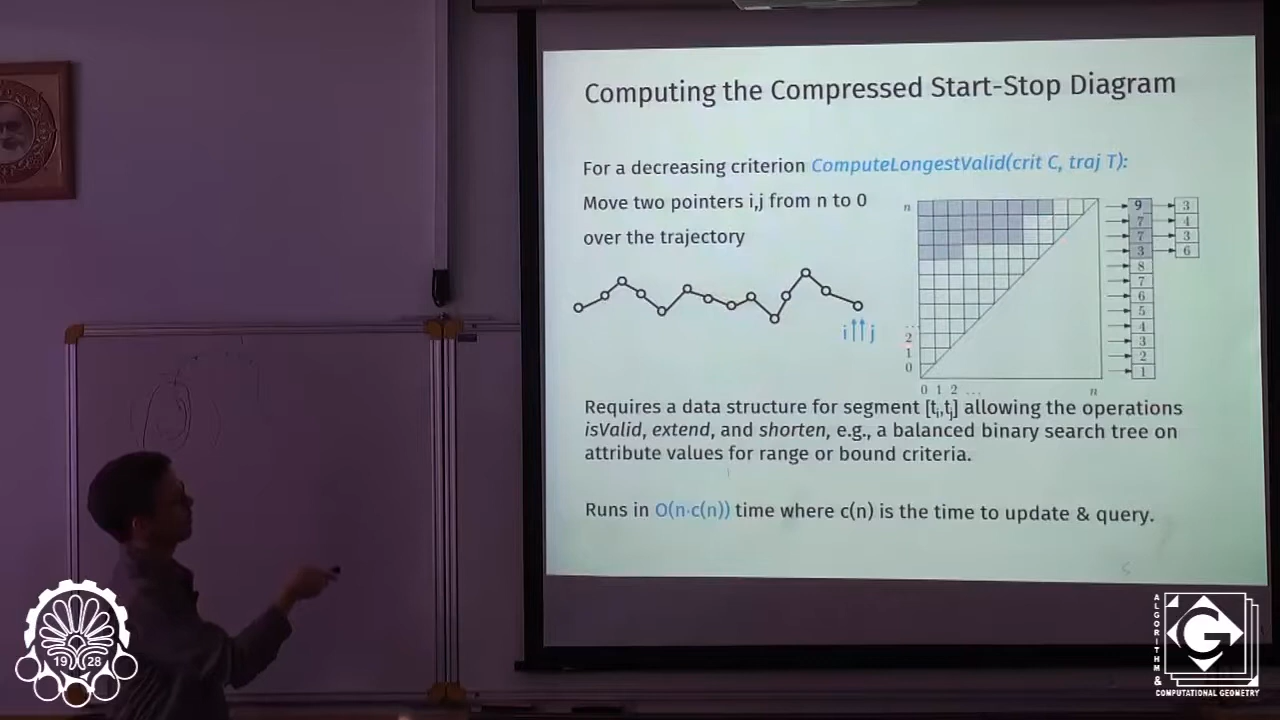 Computing the Compressed Start-Stop Diagram
For a decreasing criterion ComputeLongestValid(crit C, traj T):
Move two pointers i,j from n to 0
over the trajectory
i j
n
...
2
1
0
0 1 2 ... n
9 3
7 4
7 3
3 6
8
7
6
5
4
3
2
1
Requires a data structure for segment [ti,tj] allowing the operations
isValid, extend, and shorten, e.g., a balanced binary search tree on
attribute values for range or bound criteria.
Runs in O(n·c(n)) time where c(n) is the time to update & query.
19 28
ALGORITHM &
G
COMPUTATIONAL GEOMETRY